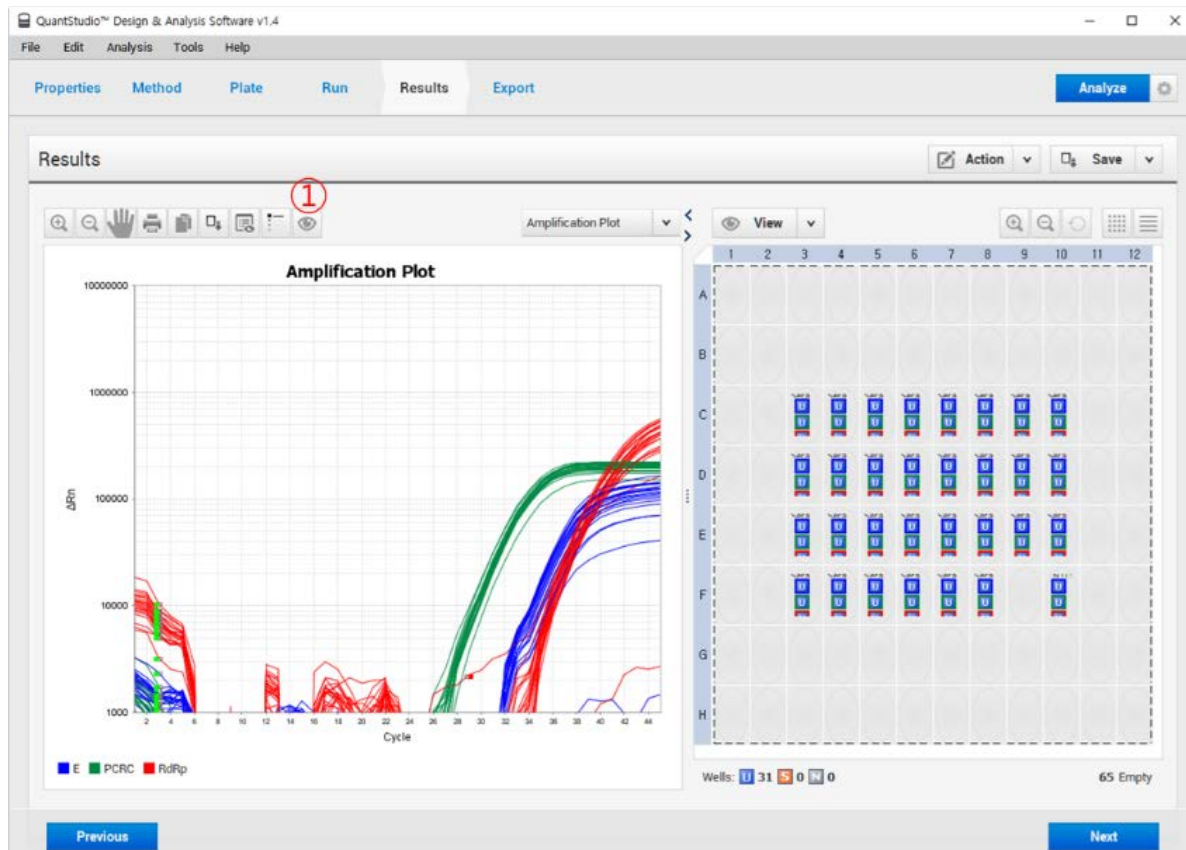 QuantStudio™ Design & Analysis Software v1.4
File Edit Analysis Tools Help
Properties Method Plate Run Results Export Analyze
Results Action Save
①
Amplification Plot View
Amplification Plot
10000000
1000000
100000
10000
1000
ΔRn
2 4 6 8 10 12 14 16 18 20 22 24 26 28 30 32 34 36 38 40 42 44
Cycle
E PCRC RdRp
1 2 3 4 5 6 7 8 9 10 11 12
A
B
C
U U U U U U U U
U U U U U U U U
D
U U U U U U U U
U U U U U U U U
E
U U U U U U U U
U U U U U U U U
F
U U U U U U U
U U U U U U U
G
H
Wells: U 31 S 0 N 0 65 Empty
Previous Next